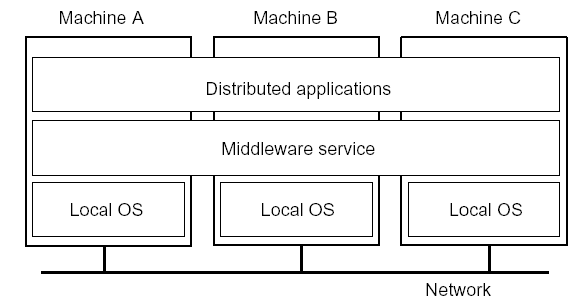 Machine A
Machine B
Machine C
Distributed applications
Middleware service
Local OS
Local OS
Local OS
Network